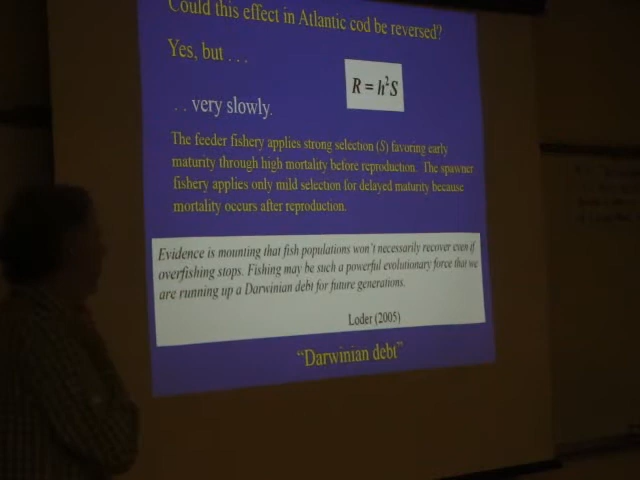 Could this effect in Atlantic cod be reversed?
Yes, but . . .
R = h²S
. . very slowly.
The feeder fishery applies strong selection (S) favoring early
maturity through high mortality before reproduction. The spawner
fishery applies only mild selection for delayed maturity because
mortality occurs after reproduction.
Evidence is mounting that fish populations won't necessarily recover even if
overfishing stops. Fishing may be such a powerful evolutionary force that we
are running up a Darwinian debt for future generations.
Loder (2005)
“Darwinian debt”